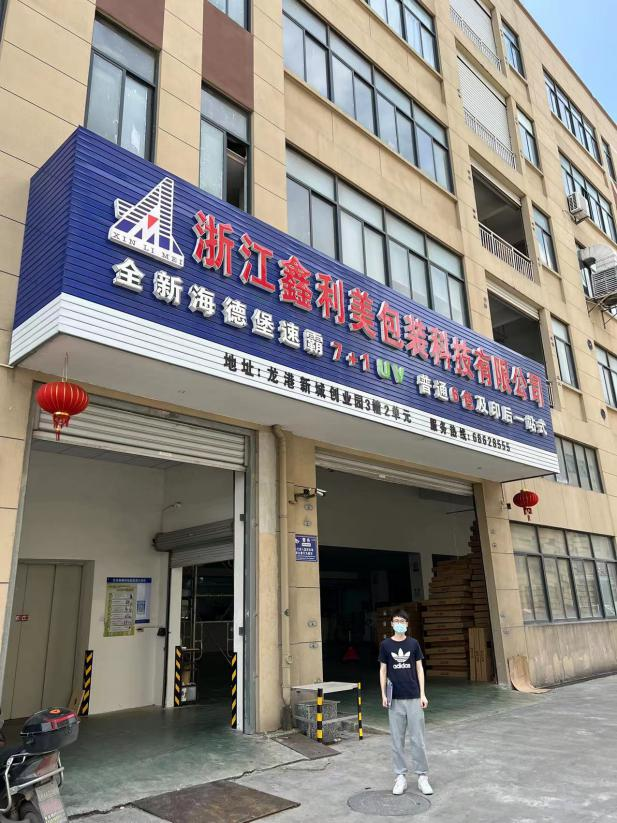 XIN LI MEI
浙江鑫利美包装科技有限公司
全新海德堡速霸7+1UV 普通6色及印后一站式
地址:龙港新城创业园3幢2单元 服务热线:68628555
adidas